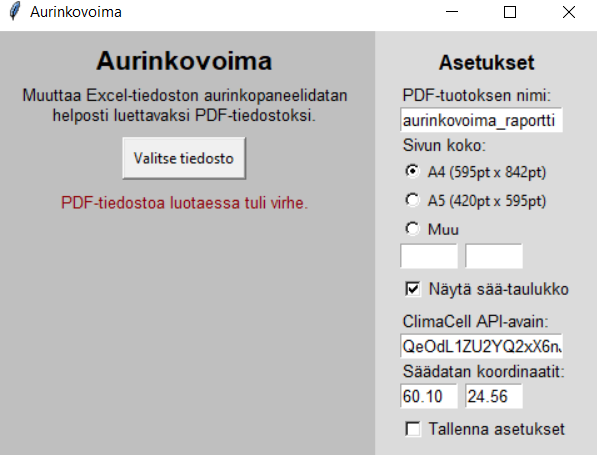 Aurinkovoima
Aurinkovoima
Muuttaa Excel-tiedoston aurinkopaneelidatan
helposti luettavaksi PDF-tiedostoksi.
Valitse tiedosto
PDF-tiedostoa luotaessa tuli virhe.
Asetukset
PDF-tuotoksen nimi:
aurinkovoima_raportti
Sivun koko:
A4 (595pt x 842pt)
A5 (420pt x 595pt)
Muu
Näytä sää-taulukko
ClimaCell API-avain:
QeOdL1ZU2YQ2xX6n
Säädatan koordinaatit:
60.10 24.56
Tallenna asetukset